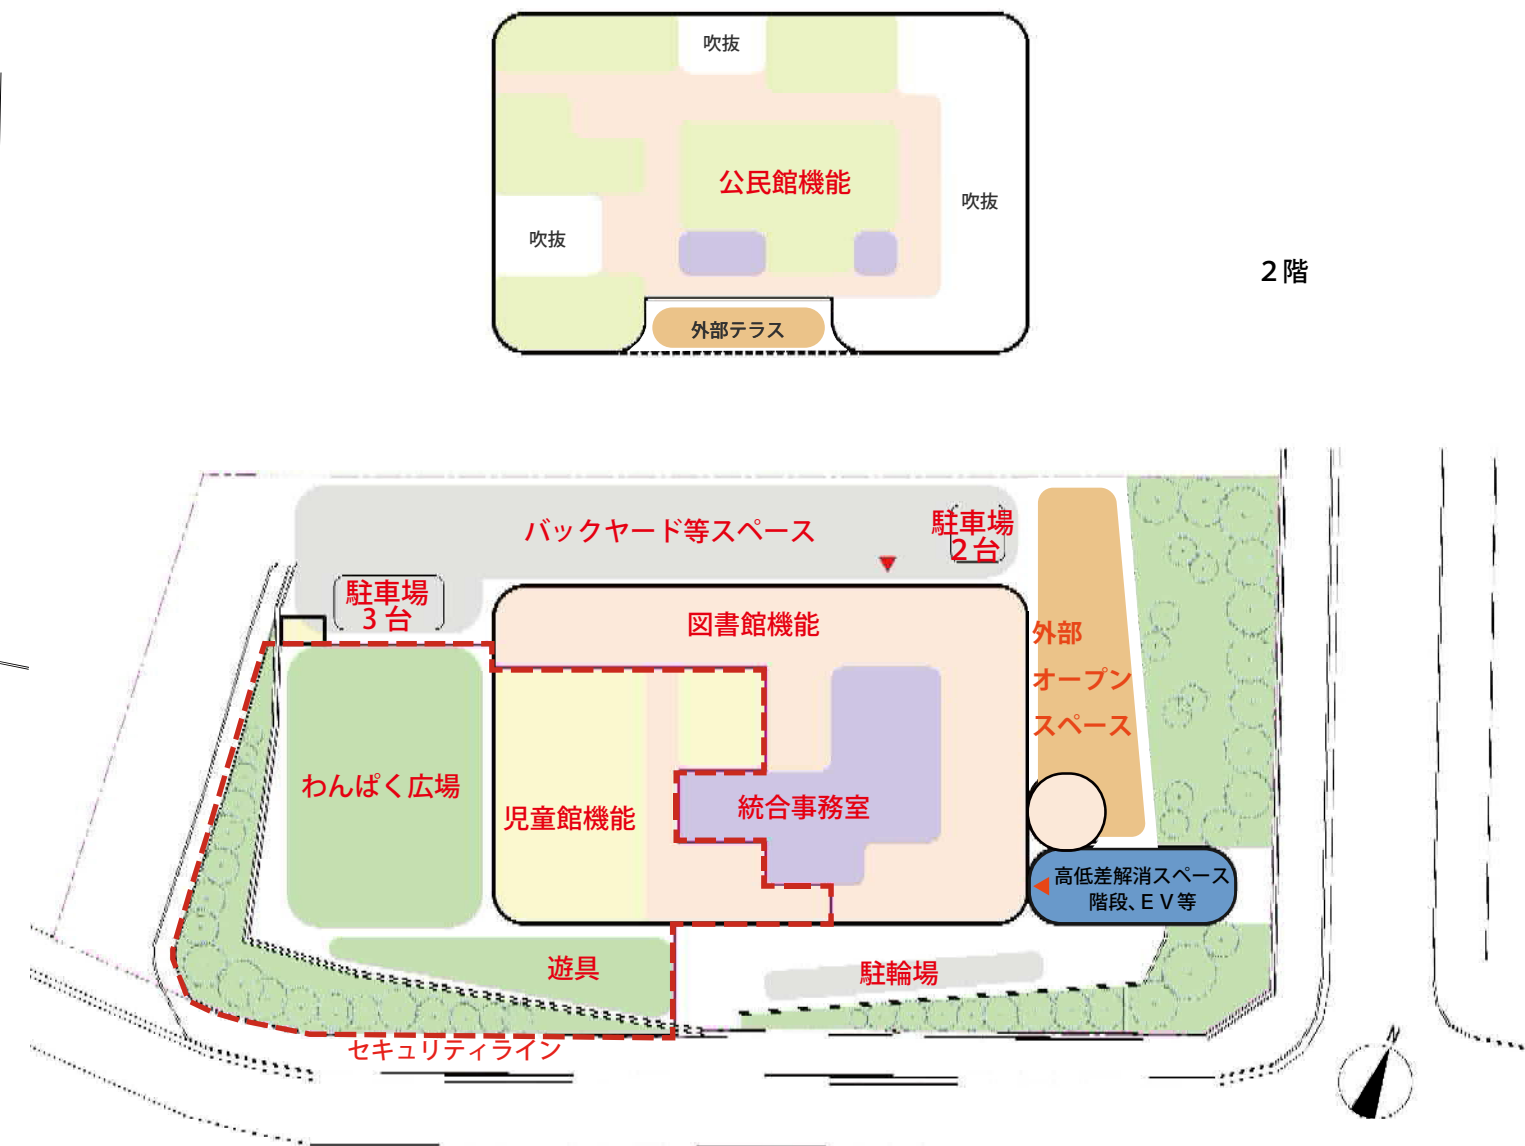 吹抜
公民館機能
吹抜
吹抜
2階
外部テラス
バックヤード等スペース
駐車場
2台
駐車場
3台
図書館機能
外部
オープン
スペース
わんぱく広場
児童館機能
統合事務室
高低差解消スペース
階段、EV等
遊具
駐輪場
セキュリティライン
N